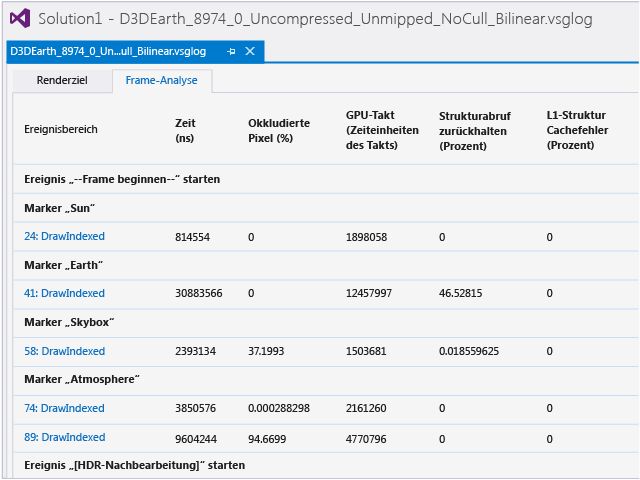 Solution1 - D3DEarth_8974_0_Uncompressed_Unmipped_NoCull_Bilinear.vsglog
D3DEarth_8974_0_Un...ull_Bilinear.vsglog
Renderziel Frame-Analyse
Ereignisbereich Zeit (ns) Okkludierte Pixel (%) GPU-Takt (Zeiteinheiten des Takts) Strukturabruf zurückhalten (Prozent) L1-Struktur Cachefehler (Prozent)
Ereignis „--Frame beginnen--“ starten
Marker „Sun“
24: DrawIndexed 814554 0 1898058 0 0
Marker „Earth“
41: DrawIndexed 30883566 0 12457997 46.52815 0
Marker „Skybox“
58: DrawIndexed 2393134 37.1993 1503681 0.018559625 0
Marker „Atmosphere“
74: DrawIndexed 3850576 0.000288298 2161260 0 0
89: DrawIndexed 9604244 94.6699 4770796 0 0
Ereignis „[HDR-Nachbearbeitung]“ starten